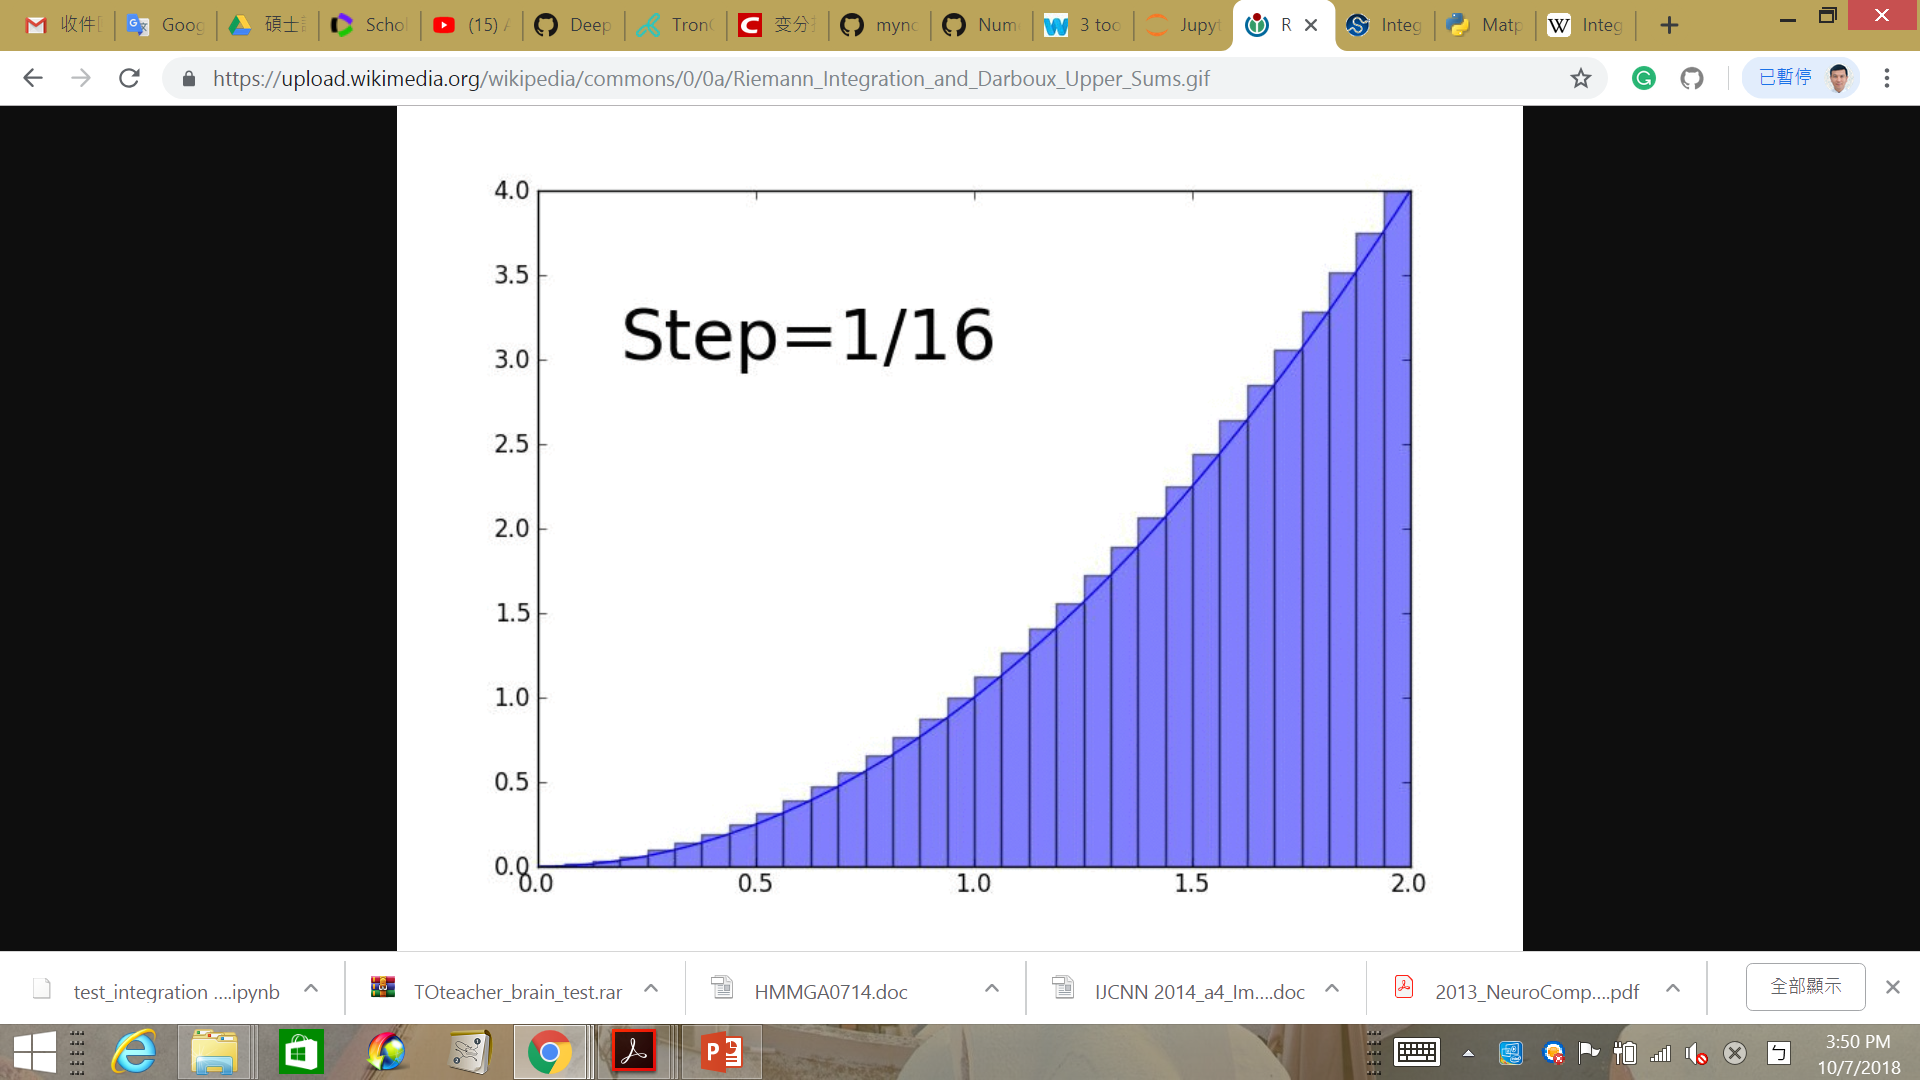 收件 Goog 碩士 Schol (15) Deep Tron 变分 mync Num 3 too Jupyt R Integ Matp Integ
https://upload.wikimedia.org/wikipedia/commons/0/0a/Riemann_Integration_and_Darboux_Upper_Sums.gif 已暫停
4.0
3.5
Step=1/16
3.0
2.5
2.0
1.5
1.0
0.5
0.0
0.0 0.5 1.0 1.5 2.0
test_integration ....ipynb TOteacher_brain_test.rar HMMGA0714.doc IJCNN 2014_a4_Im....doc 2013_NeuroComp....pdf 全部顯示
3:50 PM
10/7/2018